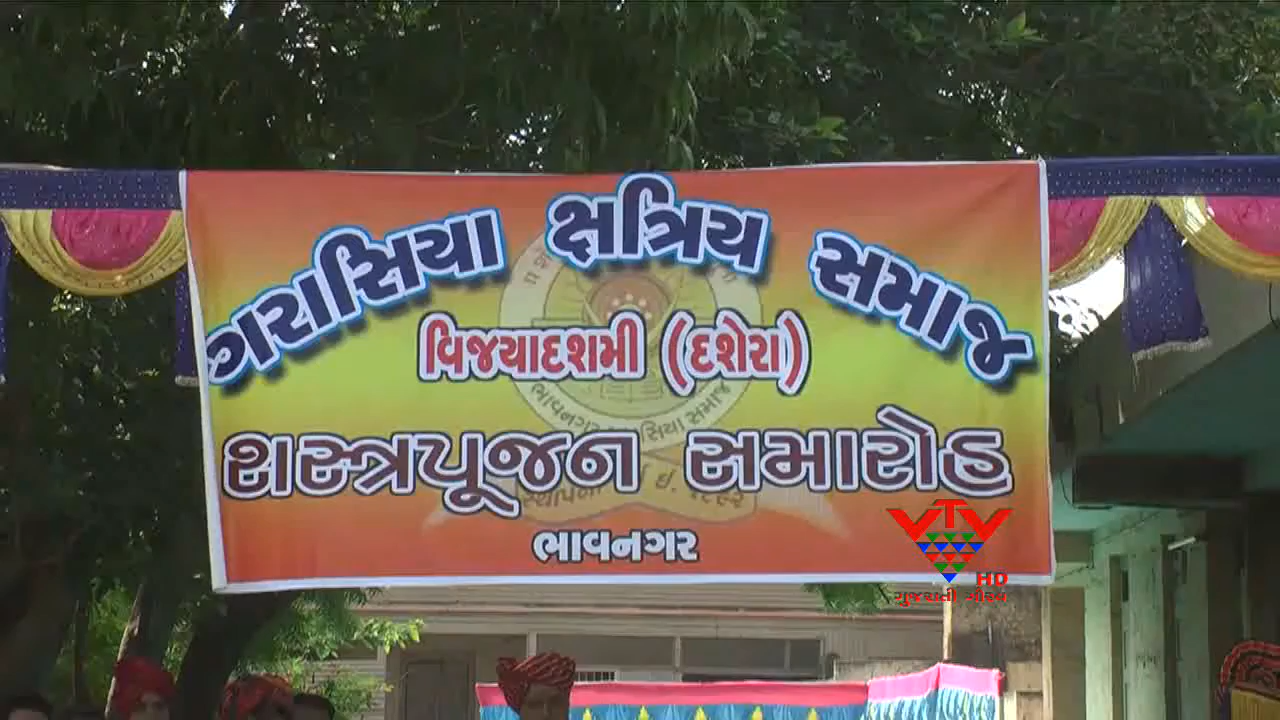 ગરાસિયા ક્ષત્રિય સમાજ
વિજયાદશમી (દશેરા)
શસ્ત્રપૂજન સમારોહ
ભાવનગર
VTV
HD
ગુજરાતી ગૌરવ